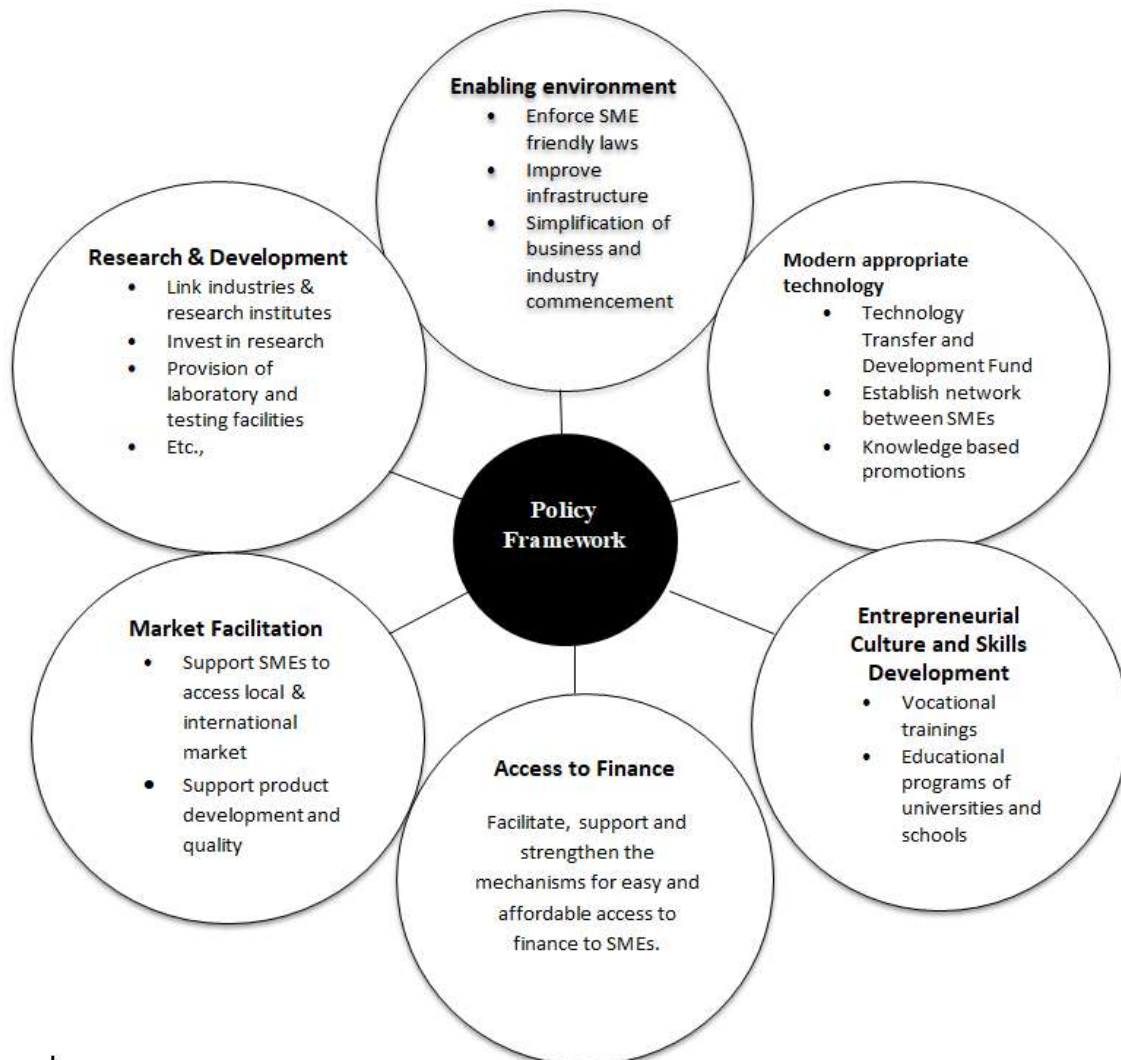 Enabling environment
• Enforce SME
friendly laws
• Improve
infrastructure
• Simplification of
business and
industry
commencement
Research & Development
• Link industries &
research institutes
• Invest in research
• Provision of
laboratory and
testing facilities
• Etc.,
Modern appropriate
technology
• Technology
Transfer and
Development Fund
• Establish network
between SMEs
• Knowledge based
promotions
Policy
Framework
Market Facilitation
• Support SMEs to
access local &
international
market
• Support product
development and
quality
Entrepreneurial
Culture and Skills
Development
• Vocational
trainings
• Educational
programs of
universities and
schools
Access to Finance
Facilitate, support and
strengthen the
mechanisms for easy and
affordable access to
finance to SMEs.